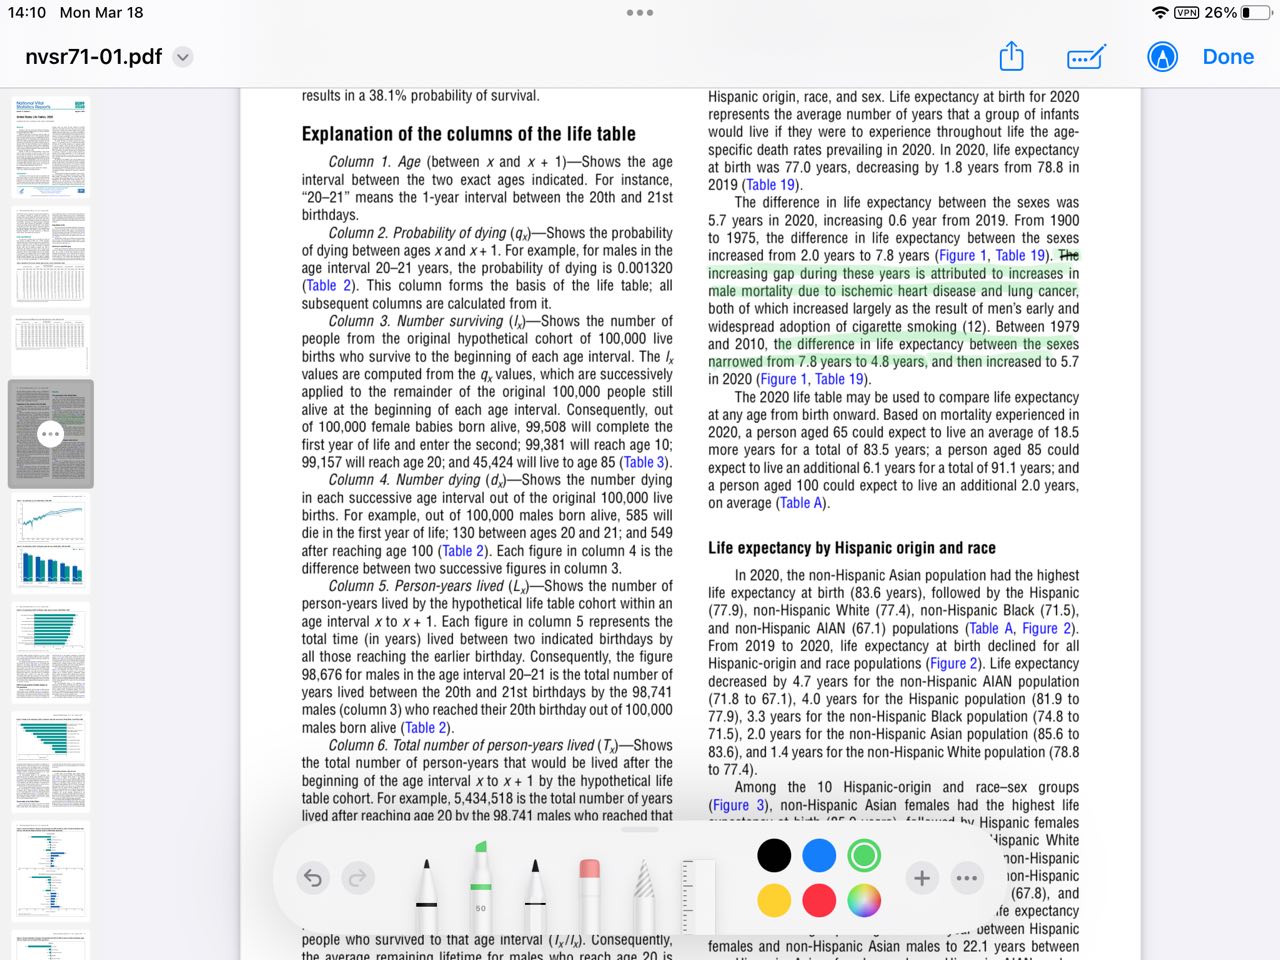 14:10 Mon Mar 18
VPN 26%
nvsr71-01.pdf
Done
results in a 38.1% probability of survival.
Explanation of the columns of the life table
Column 1. Age (between x and x + 1)—Shows the age
interval between the two exact ages indicated. For instance,
“20–21” means the 1-year interval between the 20th and 21st
birthdays.
Column 2. Probability of dying (qx)—Shows the probability
of dying between ages x and x + 1. For example, for males in the
age interval 20–21 years, the probability of dying is 0.001320
(Table 2). This column forms the basis of the life table; all
subsequent columns are calculated from it.
Column 3. Number surviving (lx)—Shows the number of
people from the original hypothetical cohort of 100,000 live
births who survive to the beginning of each age interval. The lx
values are computed from the qx values, which are successively
applied to the remainder of the original 100,000 people still
alive at the beginning of each age interval. Consequently, out
of 100,000 female babies born alive, 99,508 will complete the
first year of life and enter the second; 99,381 will reach age 10;
99,157 will reach age 20; and 45,424 will live to age 85 (Table 3).
Column 4. Number dying (dx)—Shows the number dying
in each successive age interval out of the original 100,000 live
births. For example, out of 100,000 males born alive, 585 will
die in the first year of life; 130 between ages 20 and 21; and 549
after reaching age 100 (Table 2). Each figure in column 4 is the
difference between two successive figures in column 3.
Column 5. Person-years lived (Lx)—Shows the number of
person-years lived by the hypothetical life table cohort within an
age interval x to x + 1. Each figure in column 5 represents the
total time (in years) lived between two indicated birthdays by
all those reaching the earlier birthday. Consequently, the figure
98,676 for males in the age interval 20–21 is the total number of
years lived between the 20th and 21st birthdays by the 98,741
males (column 3) who reached their 20th birthday out of 100,000
males born alive (Table 2).
Column 6. Total number of person-years lived (Tx)—Shows
the total number of person-years that would be lived after the
beginning of the age interval x to x + 1 by the hypothetical life
table cohort. For example, 5,434,518 is the total number of years
lived after reaching age 20 by the 98,741 males who reached that
people who survived to that age interval (lx/lx). Consequently,
the average remaining lifetime for males who reach age 20 is
Hispanic origin, race, and sex. Life expectancy at birth for 2020
represents the average number of years that a group of infants
would live if they were to experience throughout life the age-
specific death rates prevailing in 2020. In 2020, life expectancy
at birth was 77.0 years, decreasing by 1.8 years from 78.8 in
2019 (Table 19).
The difference in life expectancy between the sexes was
5.7 years in 2020, increasing 0.6 year from 2019. From 1900
to 1975, the difference in life expectancy between the sexes
increased from 2.0 years to 7.8 years (Figure 1, Table 19). The
increasing gap during these years is attributed to increases in
male mortality due to ischemic heart disease and lung cancer,
both of which increased largely as the result of men’s early and
widespread adoption of cigarette smoking (12). Between 1979
and 2010, the difference in life expectancy between the sexes
narrowed from 7.8 years to 4.8 years, and then increased to 5.7
in 2020 (Figure 1, Table 19).
The 2020 life table may be used to compare life expectancy
at any age from birth onward. Based on mortality experienced in
2020, a person aged 65 could expect to live an average of 18.5
more years for a total of 83.5 years; a person aged 85 could
expect to live an additional 6.1 years for a total of 91.1 years; and
a person aged 100 could expect to live an additional 2.0 years,
on average (Table A).
Life expectancy by Hispanic origin and race
In 2020, the non-Hispanic Asian population had the highest
life expectancy at birth (83.6 years), followed by the Hispanic
(77.9), non-Hispanic White (77.4), non-Hispanic Black (71.5),
and non-Hispanic AIAN (67.1) populations (Table A, Figure 2).
From 2019 to 2020, life expectancy at birth declined for all
Hispanic-origin and race populations (Figure 2). Life expectancy
decreased by 4.7 years for the non-Hispanic AIAN population
(71.8 to 67.1), 4.0 years for the Hispanic population (81.9 to
77.9), 3.3 years for the non-Hispanic Black population (74.8 to
71.5), 2.0 years for the non-Hispanic Asian population (85.6 to
83.6), and 1.4 years for the non-Hispanic White population (78.8
to 77.4).
Among the 10 Hispanic-origin and race–sex groups
(Figure 3), non-Hispanic Asian females had the highest life
Hispanic females
Hispanic White
non-Hispanic
non-Hispanic
(67.8), and
life expectancy
between Hispanic
females and non-Hispanic Asian males to 22.1 years between
50